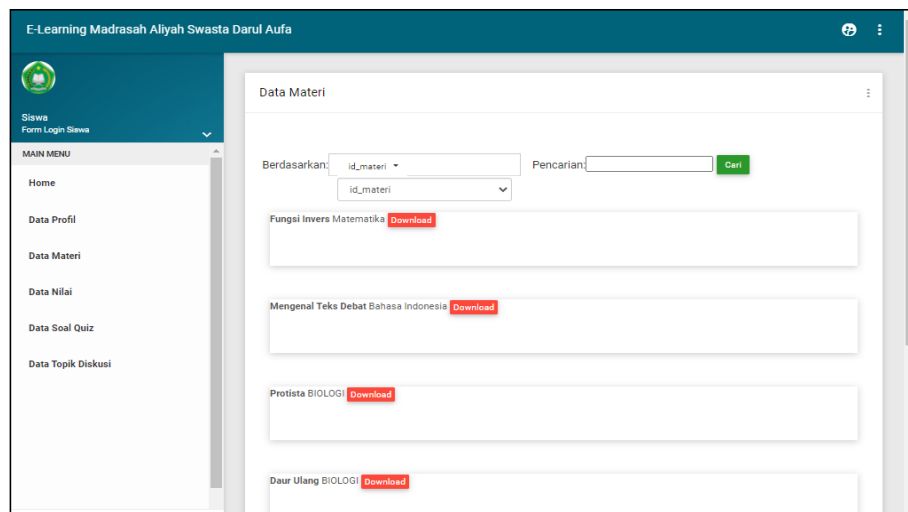 E-Learning Madrasah Aliyah Swasta Darul Aufa
Siswa
Form Login Siswa
MAIN MENU
Home
Data Profil
Data Materi
Data Nilai
Data Soal Quiz
Data Topik Diskusi
Data Materi
Berdasarkan: id_materi Pencarian: Cari
id_materi
Fungsi Invers Matematika Download
Mengenal Teks Debat Bahasa Indonesia Download
Protista BIOLOGI Download
Daur Ulang BIOLOGI Download